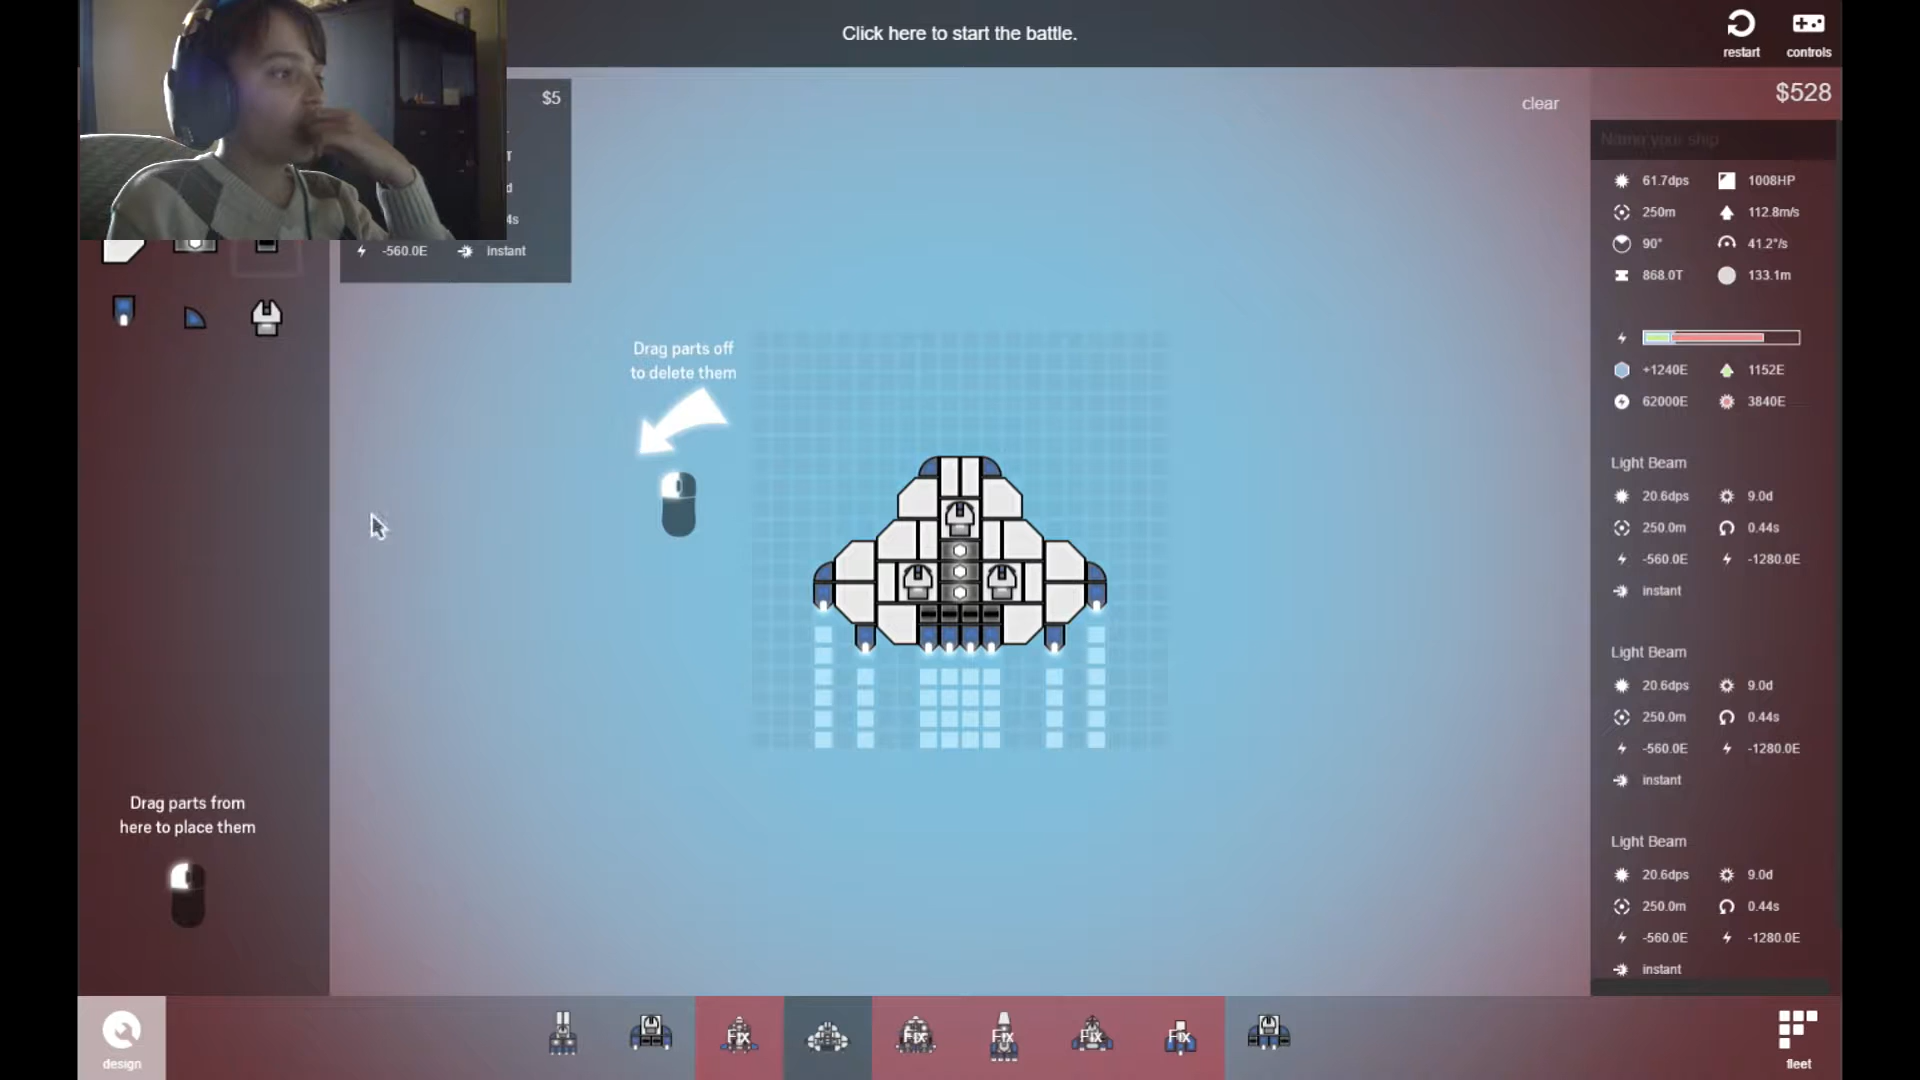 Click here to start the battle.
restart
controls
$5
clear
$528
Name your ship
T
d
4s
-560.0E
instant
61.7dps
1008HP
250m
112.8m/s
90°
41.2°/s
868.0T
133.1m
+1240E
1152E
62000E
3840E
Drag parts off
to delete them
Light Beam
20.6dps
9.0d
250.0m
0.44s
-560.0E
-1280.0E
instant
Light Beam
20.6dps
9.0d
250.0m
0.44s
-560.0E
-1280.0E
instant
Light Beam
20.6dps
9.0d
250.0m
0.44s
-560.0E
-1280.0E
instant
Drag parts from
here to place them
design
Fix
Fix
Fix
Fix
Fix
fleet